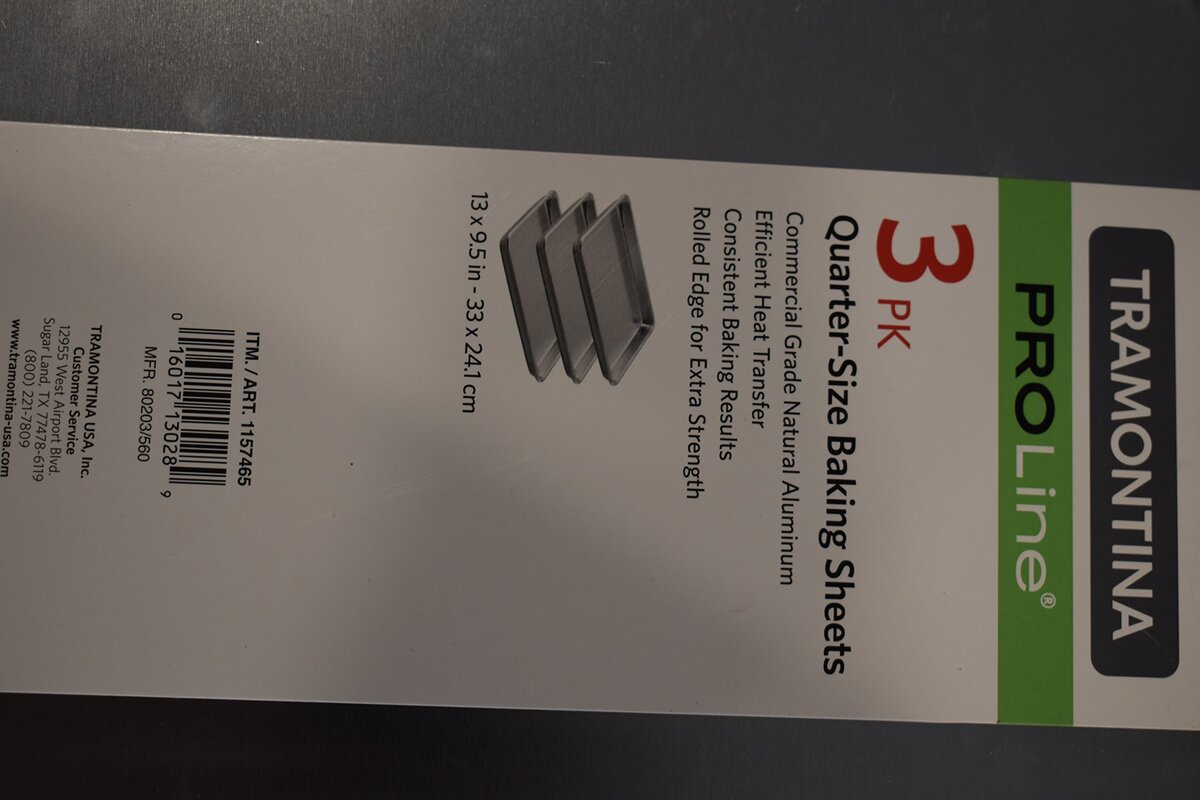 TRAMONTINA
PROLine®
3 PK
Quarter-Size Baking Sheets
Commercial Grade Natural Aluminum
Efficient Heat Transfer
Consistent Baking Results
Rolled Edge for Extra Strength
13 x 9.5 in - 33 x 24.1 cm
ITM. / ART. 1157465
0 16017 13028 9
MFR. 80203/560
TRAMONTINA USA, Inc.
Customer Service
12955 West Airport Blvd.
Sugar Land, TX 77478-6119
(800) 221-7809
www.tramontina-usa.com